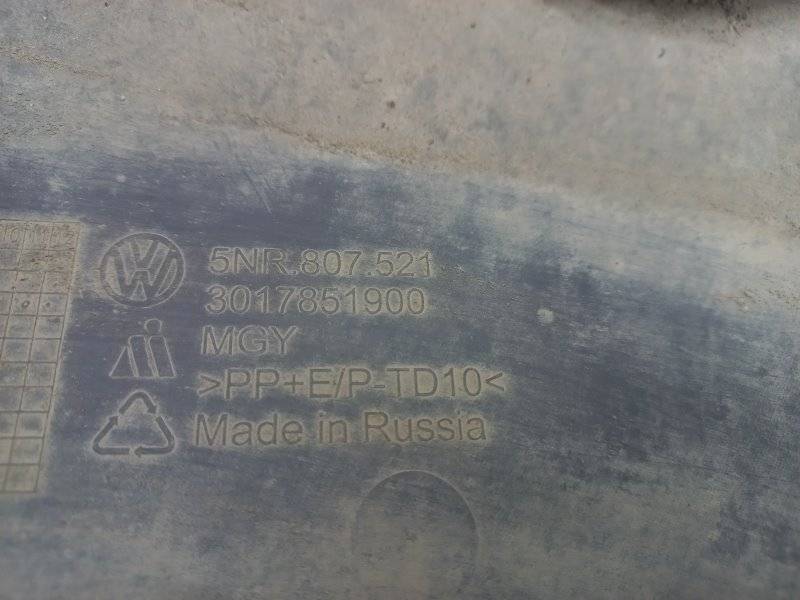 5NR.807.521
3017851900
MGY
>PP+E/P-TD10<
Made in Russia